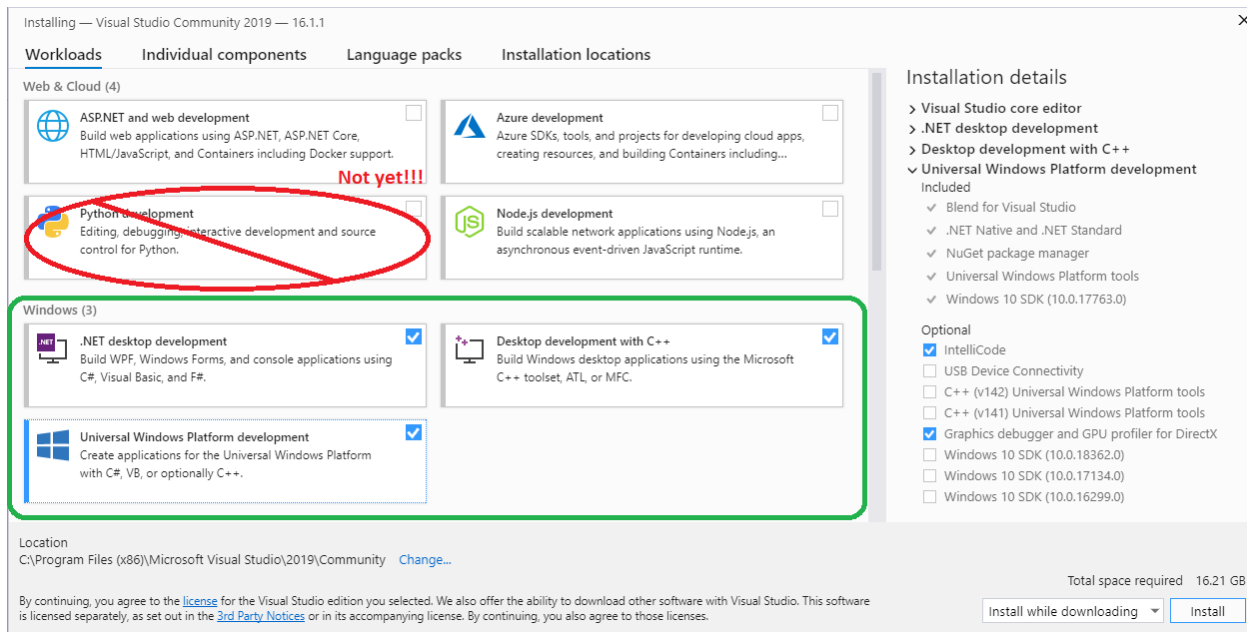 Installing — Visual Studio Community 2019 — 16.1.1
Workloads
Individual components
Language packs
Installation locations
Web & Cloud (4)
ASP.NET and web development
Build web applications using ASP.NET, ASP.NET Core,
HTML/JavaScript, and Containers including Docker support.
Azure development
Azure SDKs, tools, and projects for developing cloud apps,
creating resources, and building Containers including...
Not yet!!!
Python development
Editing, debugging, interactive development and source
control for Python.
JS
Node.js development
Build scalable network applications using Node.js, an
asynchronous event-driven JavaScript runtime.
Windows (3)
.NET
.NET desktop development
Build WPF, Windows Forms, and console applications using
C#, Visual Basic, and F#.
Desktop development with C++
Build Windows desktop applications using the Microsoft
C++ toolset, ATL, or MFC.
Universal Windows Platform development
Create applications for the Universal Windows Platform
with C#, VB, or optionally C++.
Installation details
Visual Studio core editor
.NET desktop development
Desktop development with C++
Universal Windows Platform development
Included
Blend for Visual Studio
.NET Native and .NET Standard
NuGet package manager
Universal Windows Platform tools
Windows 10 SDK (10.0.17763.0)
Optional
IntelliCode
USB Device Connectivity
C++ (v142) Universal Windows Platform tools
C++ (v141) Universal Windows Platform tools
Graphics debugger and GPU profiler for DirectX
Windows 10 SDK (10.0.18362.0)
Windows 10 SDK (10.0.17134.0)
Windows 10 SDK (10.0.16299.0)
Location
C:\Program Files (x86)\Microsoft Visual Studio\2019\Community Change...
Total space required 16.21 GB
By continuing, you agree to the license for the Visual Studio edition you selected. We also offer the ability to download other software with Visual Studio. This software
is licensed separately, as set out in the 3rd Party Notices or in its accompanying license. By continuing, you also agree to those licenses.
Install while downloading
Install